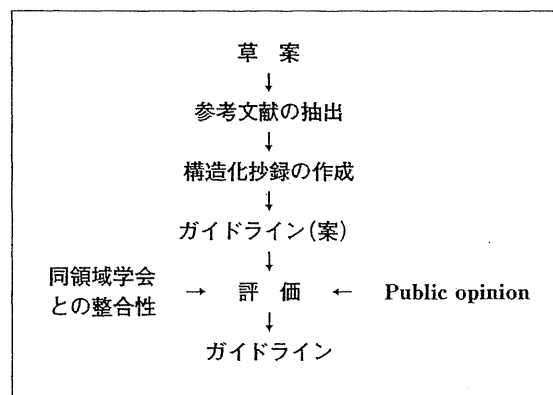 草 案
↓
参考文献の抽出
↓
構造化抄録の作成
↓
ガイドライン(案)
↓
同領域学会
との整合性 → 評 価 ← Public opinion
↓
ガイドライン